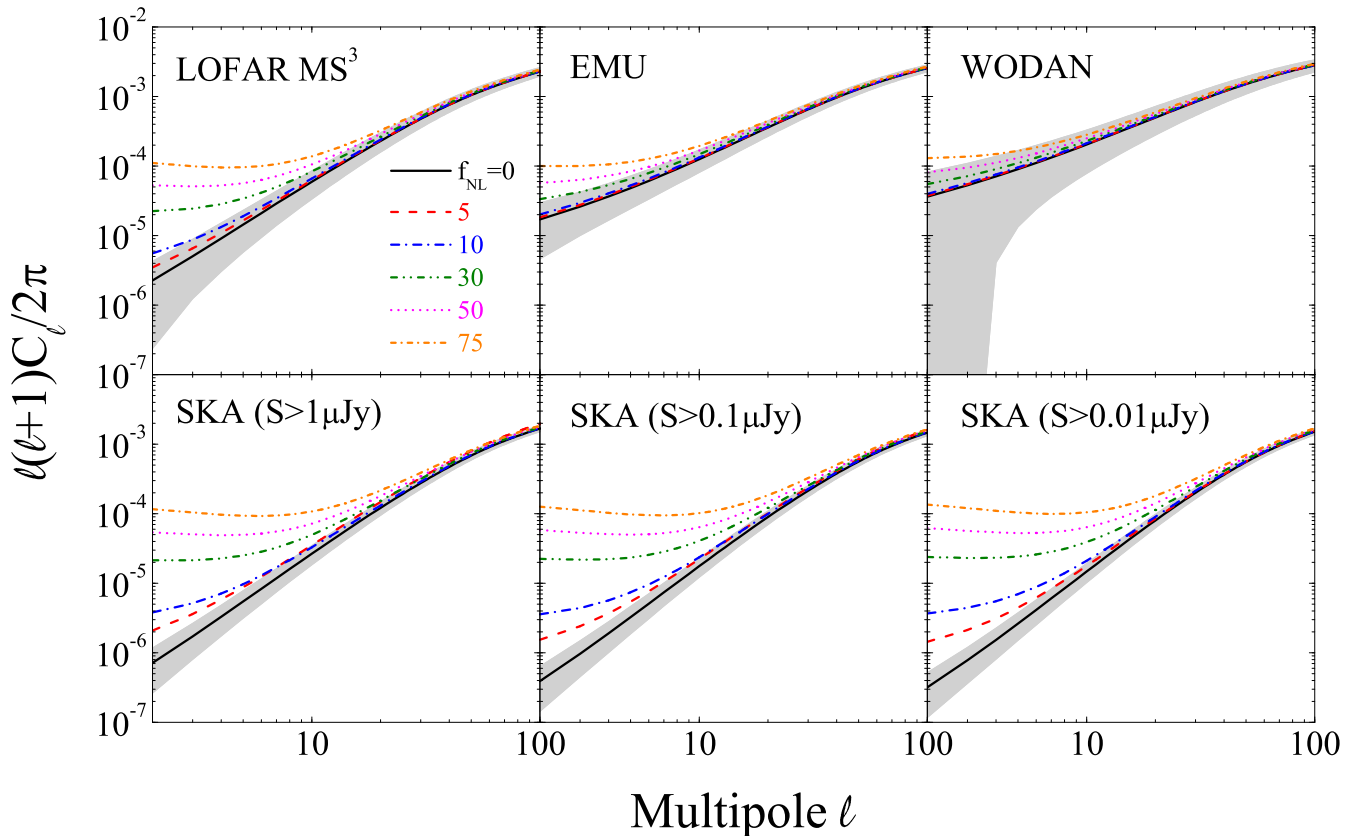 10⁻²
10⁻³
10⁻⁴
10⁻⁵
10⁻⁶
10⁻⁷
LOFAR MS³
EMU
WODAN
f_NL=0
5
10
30
50
75
ℓ(ℓ+1)C_ℓ/2π
10⁻³
10⁻⁴
10⁻⁵
10⁻⁶
10⁻⁷
SKA (S>1μJy)
SKA (S>0.1μJy)
SKA (S>0.01μJy)
10 100 10 100 10 100
Multipole ℓ